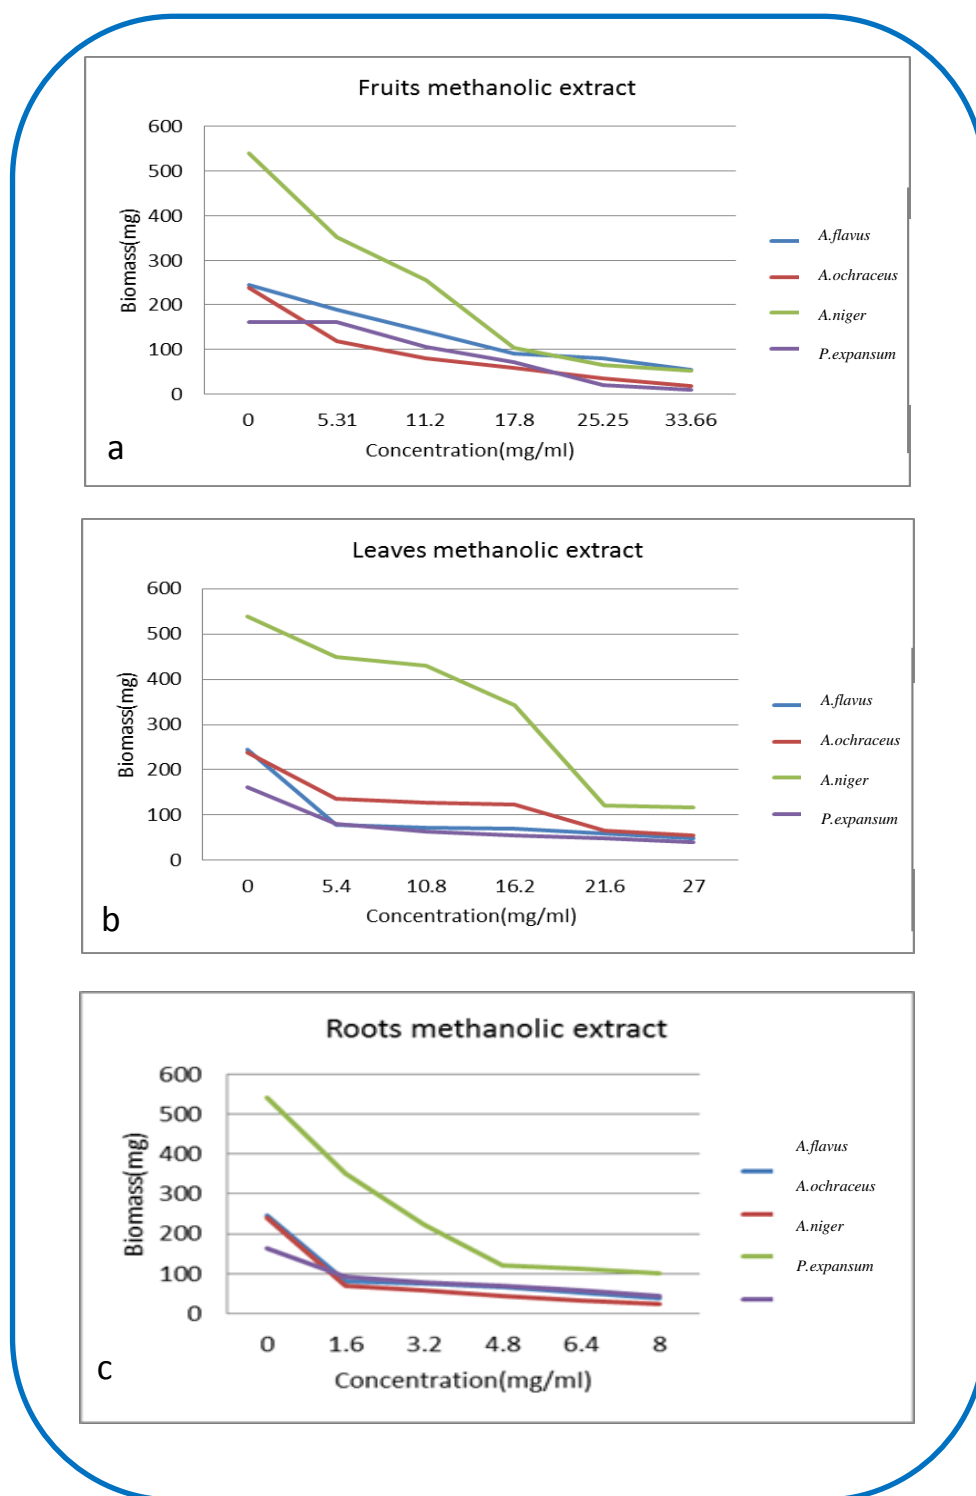 Fruits methanolic extract
600
500
400
300
200
100
0
Biomass(mg)
0 5.31 11.2 17.8 25.25 33.66
Concentration(mg/ml)
A.flavus
A.ochraceus
A.niger
P.expansum
a
Leaves methanolic extract
600
500
400
300
200
100
0
Biomass(mg)
0 5.4 10.8 16.2 21.6 27
Concentration(mg/ml)
A.flavus
A.ochraceus
A.niger
P.expansum
b
Roots methanolic extract
600
500
400
300
200
100
0
Biomass(mg)
0 1.6 3.2 4.8 6.4 8
Concentration(mg/ml)
A.flavus
A.ochraceus
A.niger
P.expansum
c